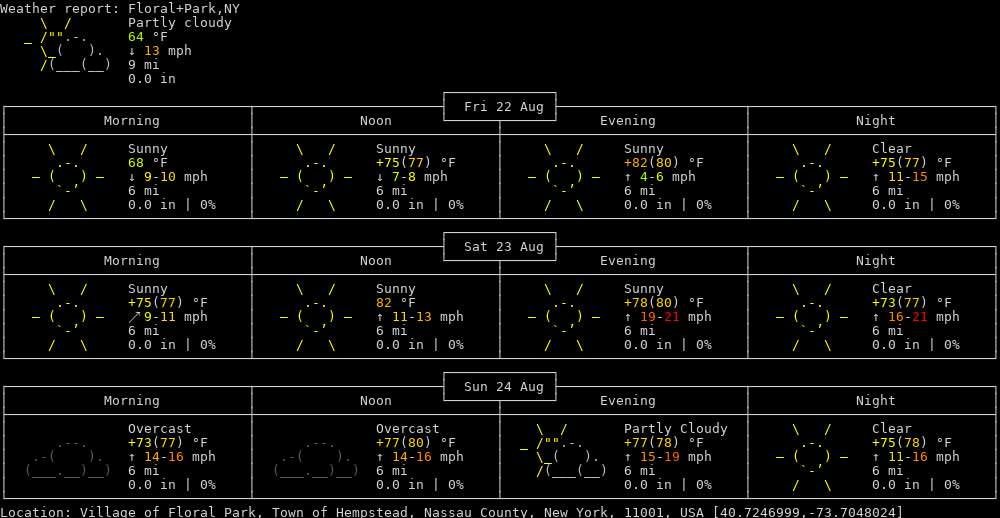 Weather report: Floral+Park,NY
Partly cloudy
64 °F
↓ 13 mph
9 mi
0.0 in
Fri 22 Aug
Morning Noon Evening Night
Sunny Sunny Sunny Clear
68 °F +75(77) °F +82(80) °F +75(77) °F
↓ 9-10 mph ↓ 7-8 mph ↑ 4-6 mph ↑ 11-15 mph
6 mi 6 mi 6 mi 6 mi
0.0 in | 0% 0.0 in | 0% 0.0 in | 0% 0.0 in | 0%
Sat 23 Aug
Morning Noon Evening Night
Sunny Sunny Sunny Clear
+75(77) °F 82 °F +78(80) °F +73(77) °F
↗ 9-11 mph ↑ 11-13 mph ↑ 19-21 mph ↑ 16-21 mph
6 mi 6 mi 6 mi 6 mi
0.0 in | 0% 0.0 in | 0% 0.0 in | 0% 0.0 in | 0%
Sun 24 Aug
Morning Noon Evening Night
Overcast Overcast Partly Cloudy Clear
+73(77) °F +77(80) °F +77(78) °F +75(78) °F
↑ 14-16 mph ↑ 14-16 mph ↑ 15-19 mph ↑ 11-16 mph
6 mi 6 mi 6 mi 6 mi
0.0 in | 0% 0.0 in | 0% 0.0 in | 0% 0.0 in | 0%
Location: Village of Floral Park, Town of Hempstead, Nassau County, New York, 11001, USA [40.7246999,-73.7048024]